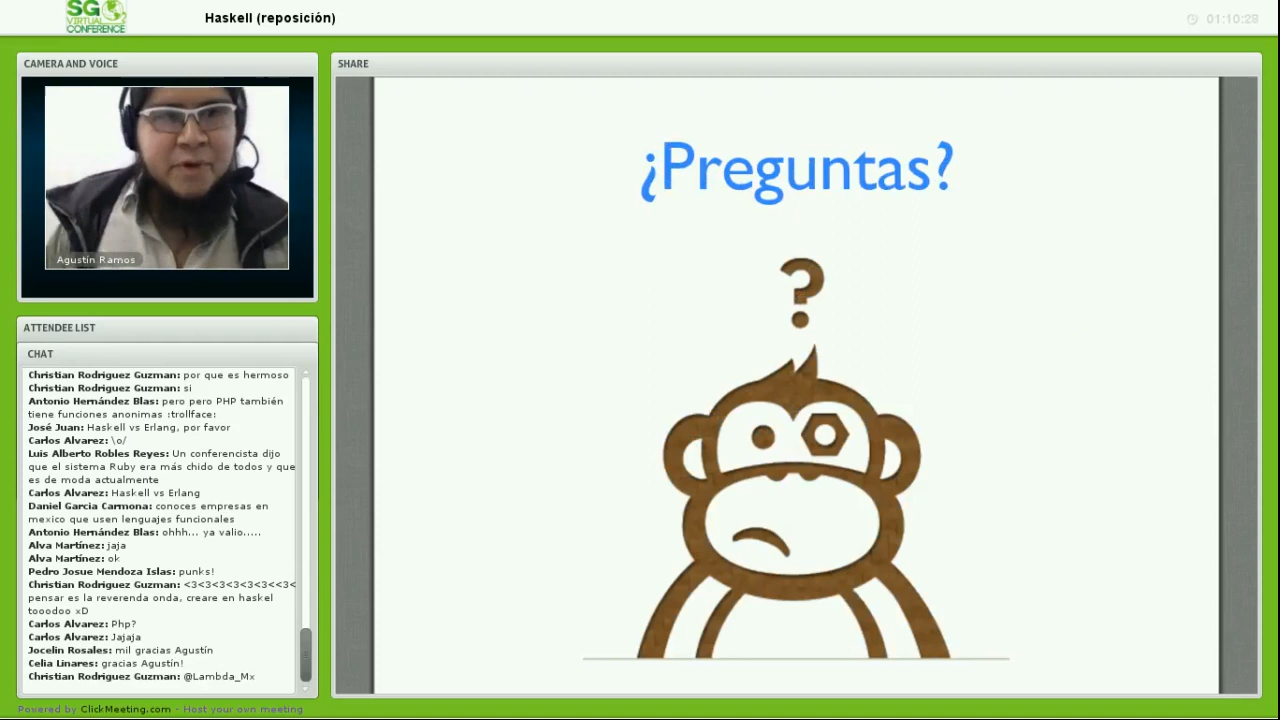 SG
VIRTUAL
CONFERENCE
Haskell (reposición)
01:10:28
CAMERA AND VOICE
Agustín Ramos
ATTENDEE LIST
CHAT
Christian Rodriguez Guzman: por que es hermoso
Christian Rodriguez Guzman: si
Antonio Hernández Blas: pero pero PHP también
tiene funciones anonimas :trollface:
José Juan: Haskell vs Erlang, por favor
Carlos Alvarez: \o/
Luis Alberto Robles Reyes: Un conferencista dijo
que el sistema Ruby era más chido de todos y que
es de moda actualmente
Carlos Alvarez: Haskell vs Erlang
Daniel Garcia Carmona: conoces empresas en
mexico que usen lenguajes funcionales
Antonio Hernández Blas: ohhh... ya valio.....
Alva Martínez: jaja
Alva Martínez: ok
Pedro Josue Mendoza Islas: punks!
Christian Rodriguez Guzman: <3<3<3<3<3<3<<3<
pensar es la reverenda onda, creare en haskel
tooodoo xD
Carlos Alvarez: Php?
Carlos Alvarez: Jajaja
Jocelin Rosales: mil gracias Agustín
Celia Linares: gracias Agustín!
Christian Rodriguez Guzman: @Lambda_Mx
SHARE
¿Preguntas?
?
Powered by ClickMeeting.com - Host your own meeting